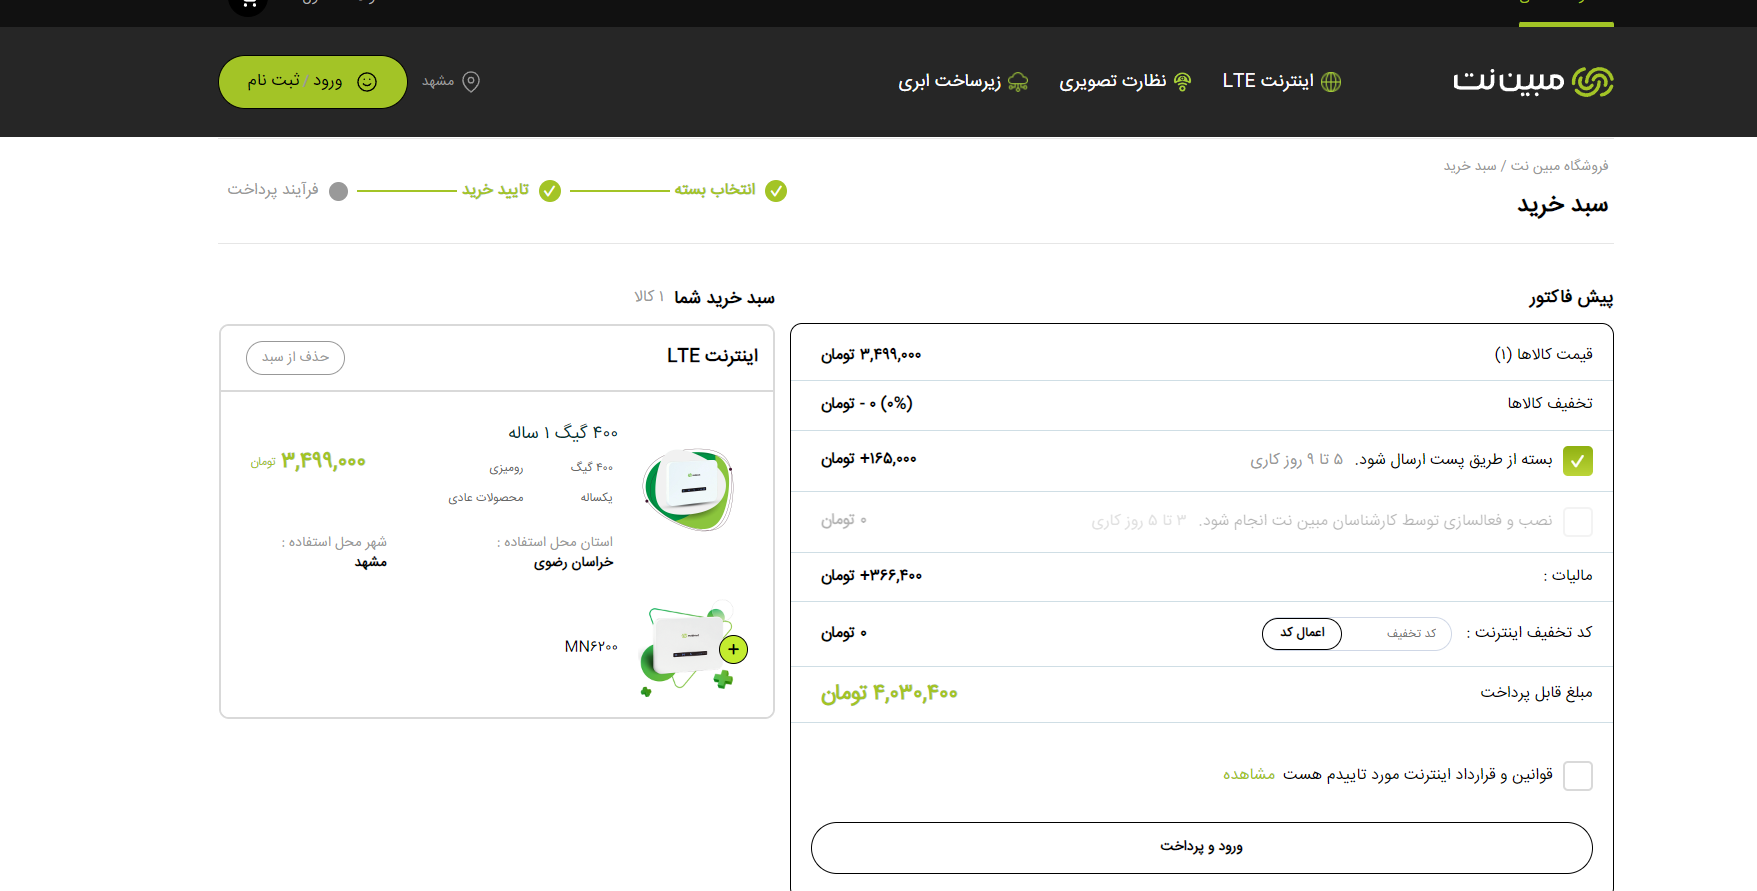 مبین‌نت
اینترنت LTE
نظارت تصویری
زیرساخت ابری
مشهد
ورود / ثبت نام
فروشگاه مبین نت / سبد خرید
سبد خرید
انتخاب بسته
تایید خرید
فرآیند پرداخت
پیش فاکتور
قیمت کالاها (۱)
۳,۴۹۹,۰۰۰ تومان
تخفیف کالاها
(۰%) ۰ - تومان
بسته از طریق پست ارسال شود. ۵ تا ۹ روز کاری
+۱۶۵,۰۰۰ تومان
نصب و فعالسازی توسط کارشناسان مبین نت انجام شود. ۳ تا ۵ روز کاری
۰ تومان
مالیات :
+۳۶۶,۴۰۰ تومان
کد تخفیف اینترنت :
کد تخفیف
اعمال کد
۰ تومان
مبلغ قابل پرداخت
۴,۰۳۰,۴۰۰ تومان
قوانین و قرارداد اینترنت مورد تاییدم هست مشاهده
ورود و پرداخت
سبد خرید شما ۱ کالا
اینترنت LTE
حذف از سبد
۴۰۰ گیگ ۱ ساله
۴۰۰ گیگ
رومیزی
۳,۴۹۹,۰۰۰ تومان
یکساله
محصولات عادی
استان محل استفاده :
شهر محل استفاده :
خراسان رضوی
مشهد
MN۶۲۰۰